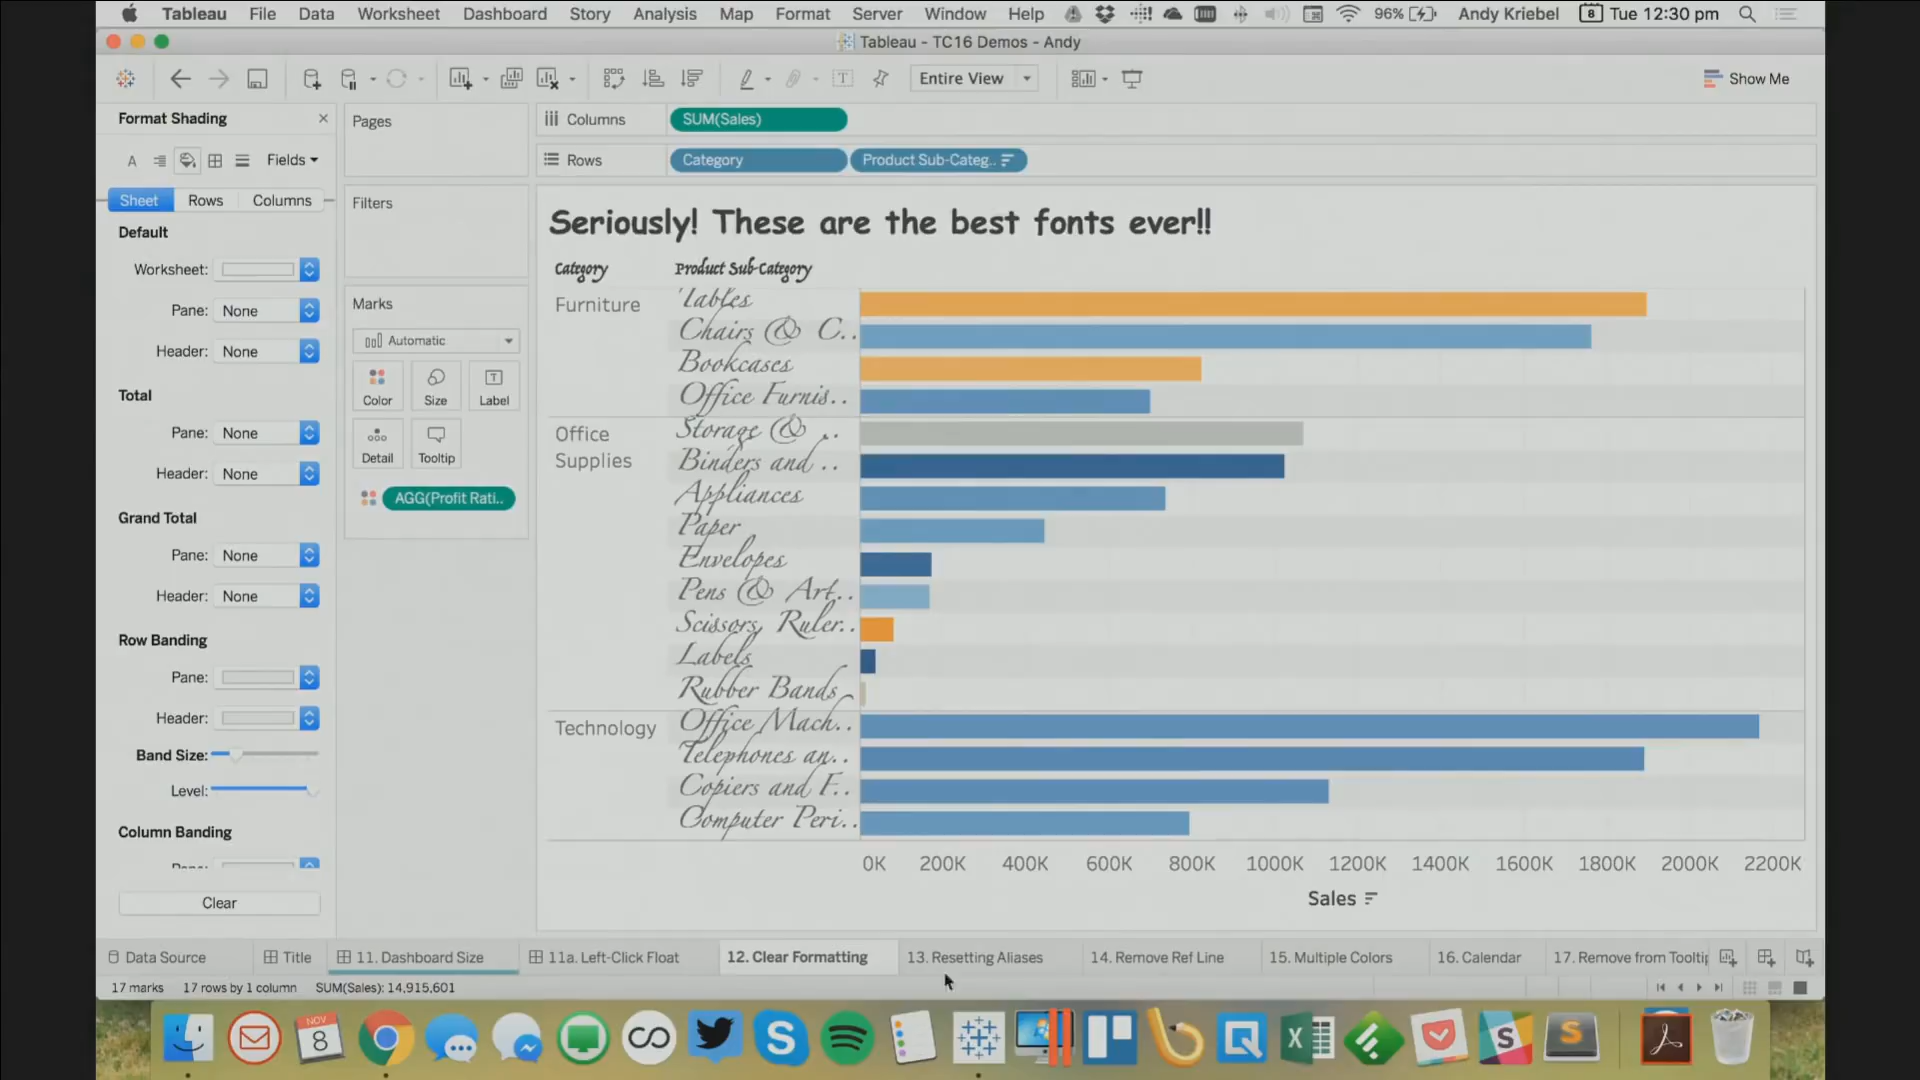 Tableau File Data Worksheet Dashboard Story Analysis Map Format Server Window Help 96% Andy Kriebel 8 Tue 12:30 pm
Tableau - TC16 Demos - Andy
Entire View Show Me
Format Shading
Fields
Sheet Rows Columns
Default
Worksheet:
Pane: None
Header: None
Total
Pane: None
Header: None
Grand Total
Pane: None
Header: None
Row Banding
Pane:
Header:
Band Size:
Level:
Column Banding
Clear
Pages
Filters
Marks
Automatic
Color Size Label
Detail Tooltip
AGG(Profit Rati..
Columns SUM(Sales)
Rows Category Product Sub-Categ..
Seriously! These are the best fonts ever!!
Category Product Sub-Category
Furniture Tables
Chairs & C..
Bookcases
Office Furnis..
Office Supplies Storage & ..
Binders and ..
Appliances
Paper
Envelopes
Pens & Art..
Scissors, Ruler..
Labels
Rubber Bands
Technology Office Mach..
Telephones an..
Copiers and F..
Computer Peri..
0K 200K 400K 600K 800K 1000K 1200K 1400K 1600K 1800K 2000K 2200K
Sales
Data Source Title 11. Dashboard Size 11a. Left-Click Float 12. Clear Formatting 13. Resetting Aliases 14. Remove Ref Line 15. Multiple Colors 16. Calendar 17. Remove from Tooltip
17 marks 17 rows by 1 column SUM(Sales): 14,915,601
NOV
8